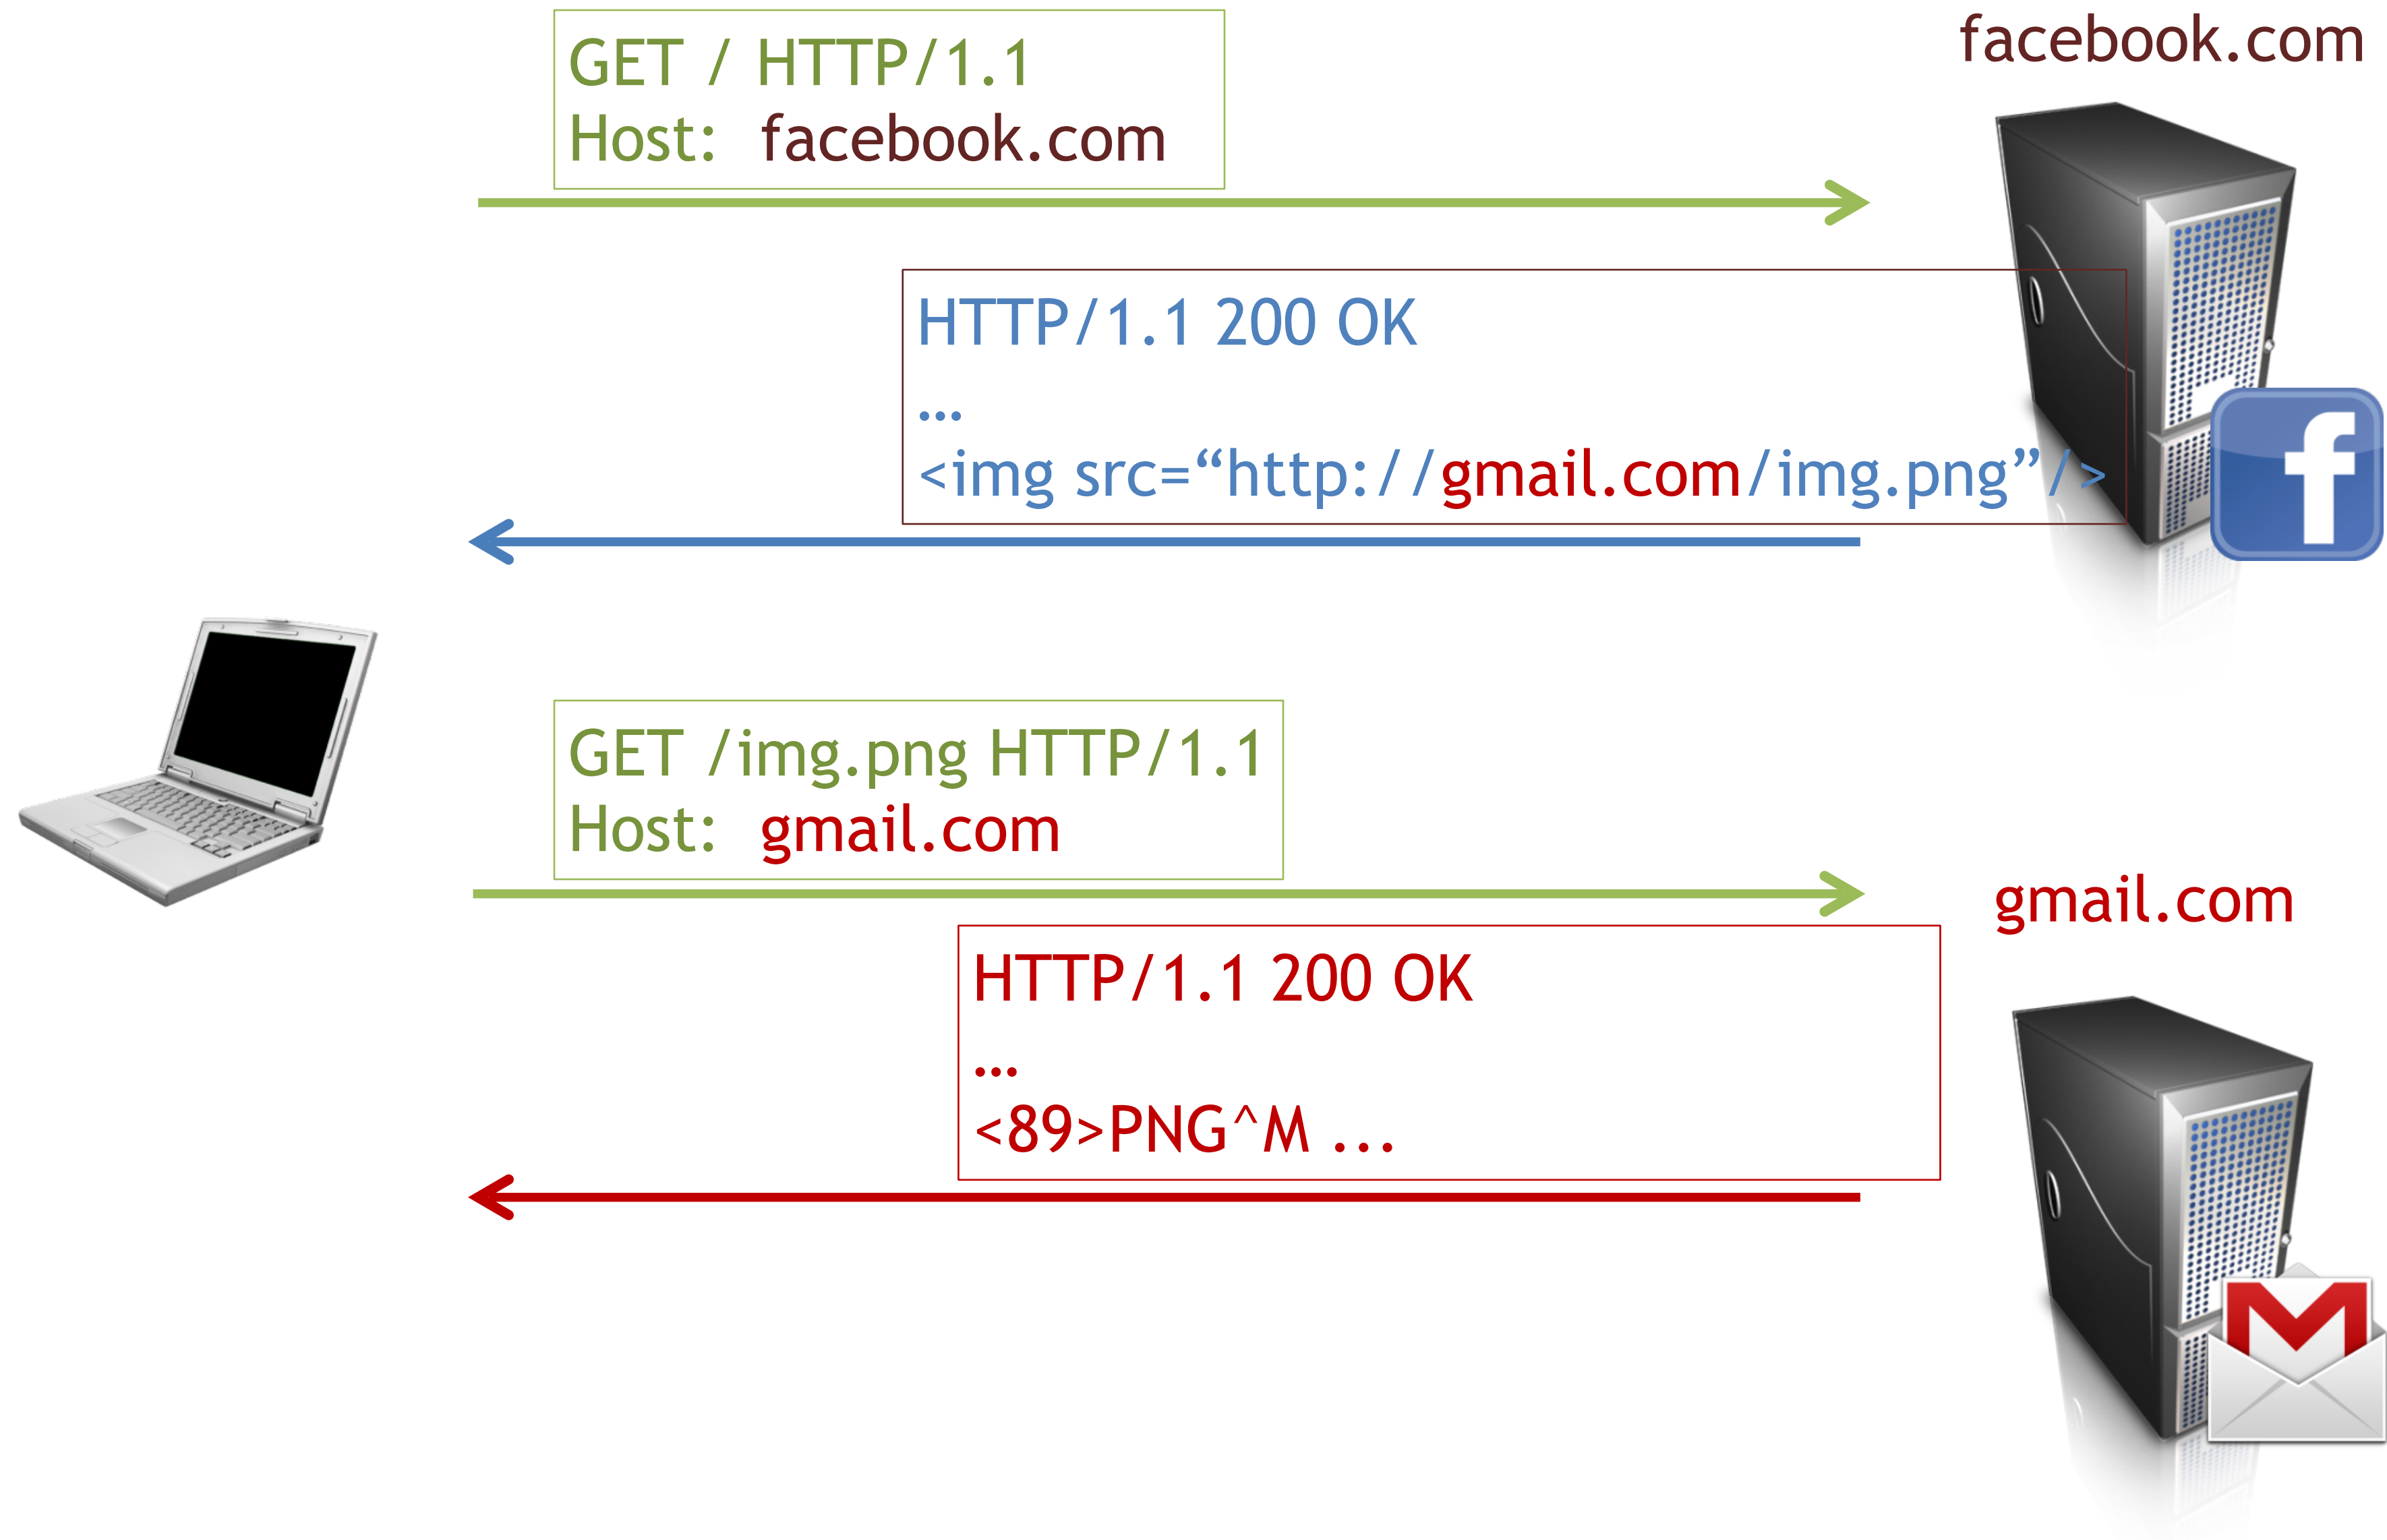 facebook.com
GET / HTTP/1.1
Host: facebook.com
HTTP/1.1 200 OK
…
<img src=“http://gmail.com/img.png”/>
f
GET /img.png HTTP/1.1
Host: gmail.com
gmail.com
HTTP/1.1 200 OK
…
<89>PNG^M ...
M